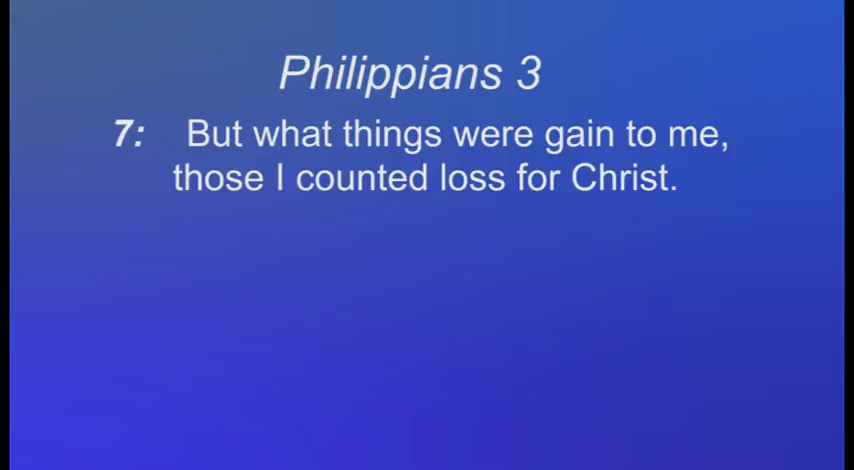 Philippians 3
7: But what things were gain to me,
those I counted loss for Christ.